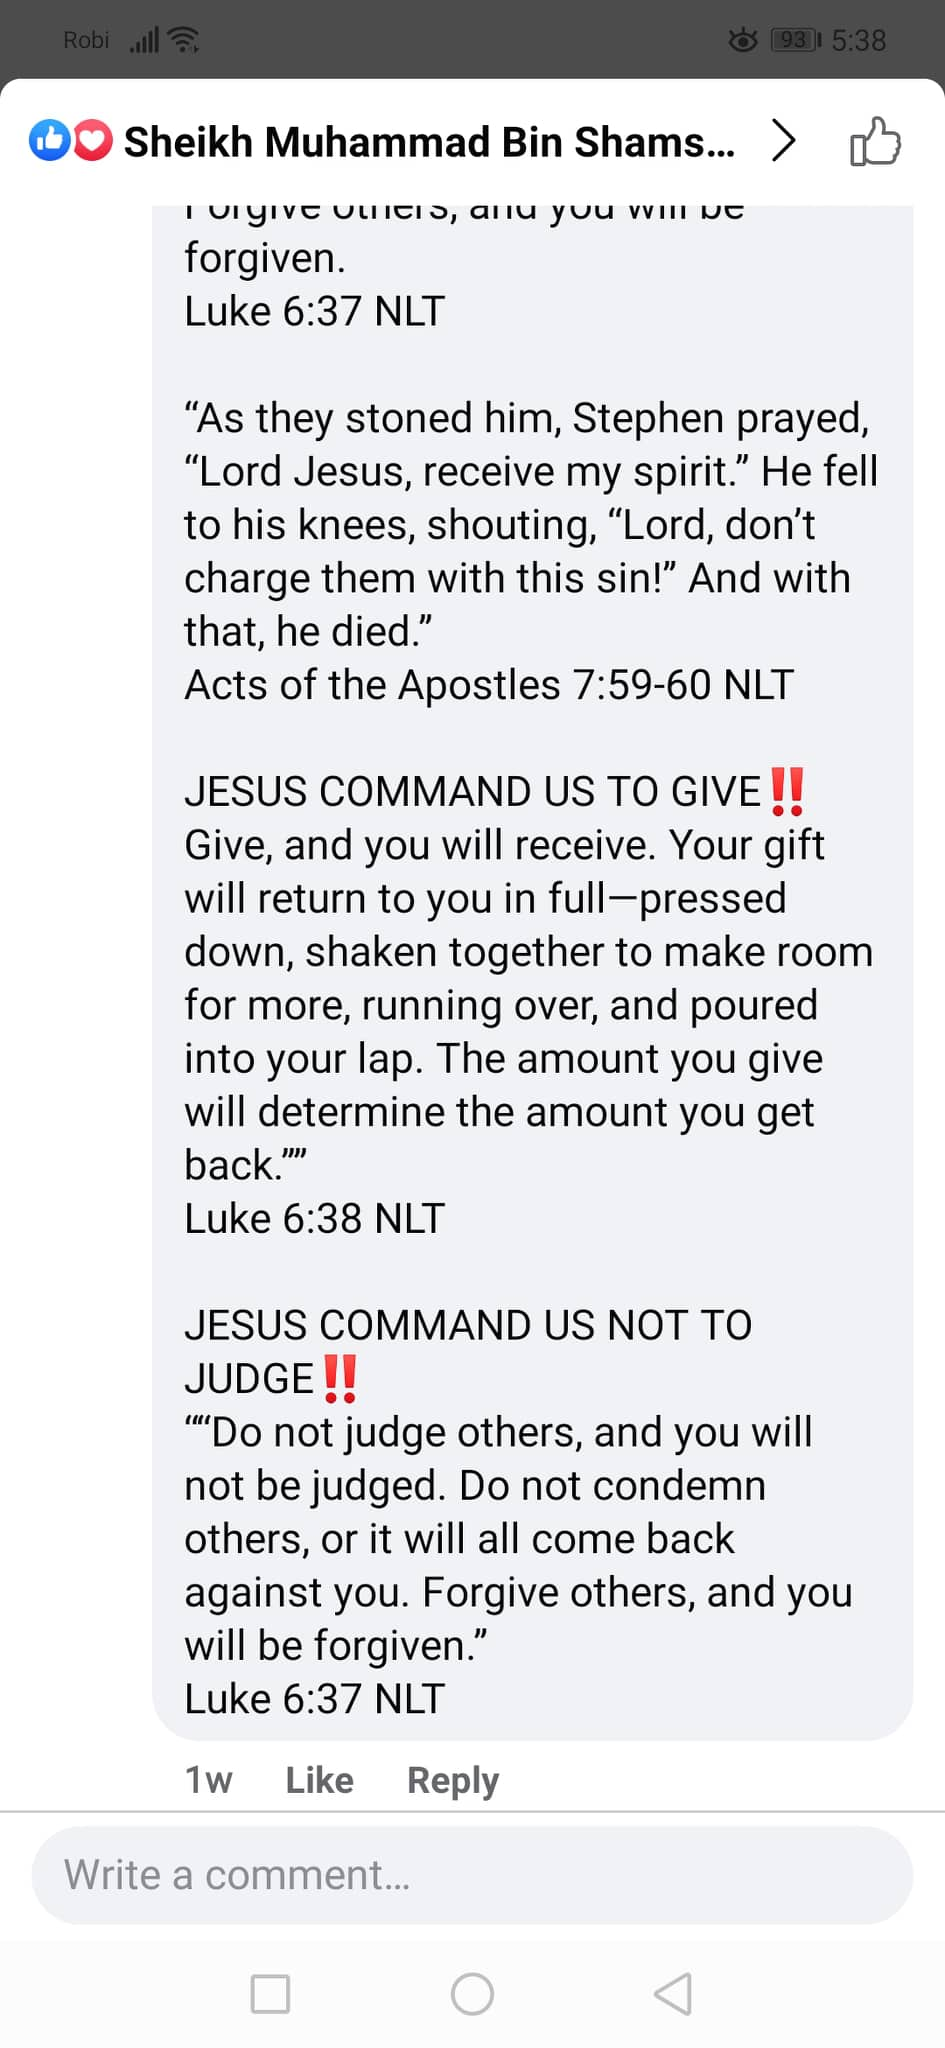 Robi 93 5:38
Sheikh Muhammad Bin Shams...
Forgive others, and you will be
forgiven.
Luke 6:37 NLT
“As they stoned him, Stephen prayed,
“Lord Jesus, receive my spirit.” He fell
to his knees, shouting, “Lord, don’t
charge them with this sin!” And with
that, he died.”
Acts of the Apostles 7:59-60 NLT
JESUS COMMAND US TO GIVE‼️
Give, and you will receive. Your gift
will return to you in full—pressed
down, shaken together to make room
for more, running over, and poured
into your lap. The amount you give
will determine the amount you get
back.””
Luke 6:38 NLT
JESUS COMMAND US NOT TO
JUDGE‼️
““Do not judge others, and you will
not be judged. Do not condemn
others, or it will all come back
against you. Forgive others, and you
will be forgiven.”
Luke 6:37 NLT
1w Like Reply
Write a comment...